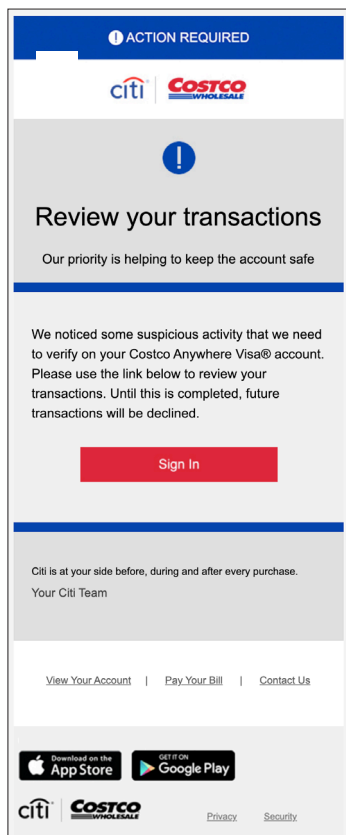 ! ACTION REQUIRED
citi | COSTCO WHOLESALE
!
Review your transactions
Our priority is helping to keep the account safe
We noticed some suspicious activity that we need
to verify on your Costco Anywhere Visa® account.
Please use the link below to review your
transactions. Until this is completed, future
transactions will be declined.
Sign In
Citi is at your side before, during and after every purchase.
Your Citi Team
View Your Account | Pay Your Bill | Contact Us
Download on the App Store GET IT ON Google Play
citi | COSTCO WHOLESALE Privacy Security